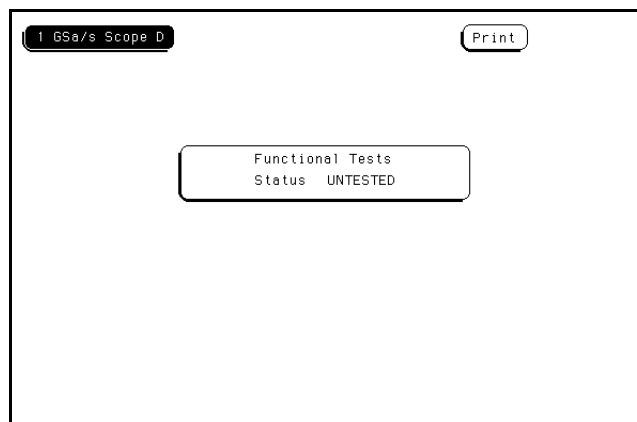 1 GSa/s Scope D
Print
Functional Tests
Status UNTESTED